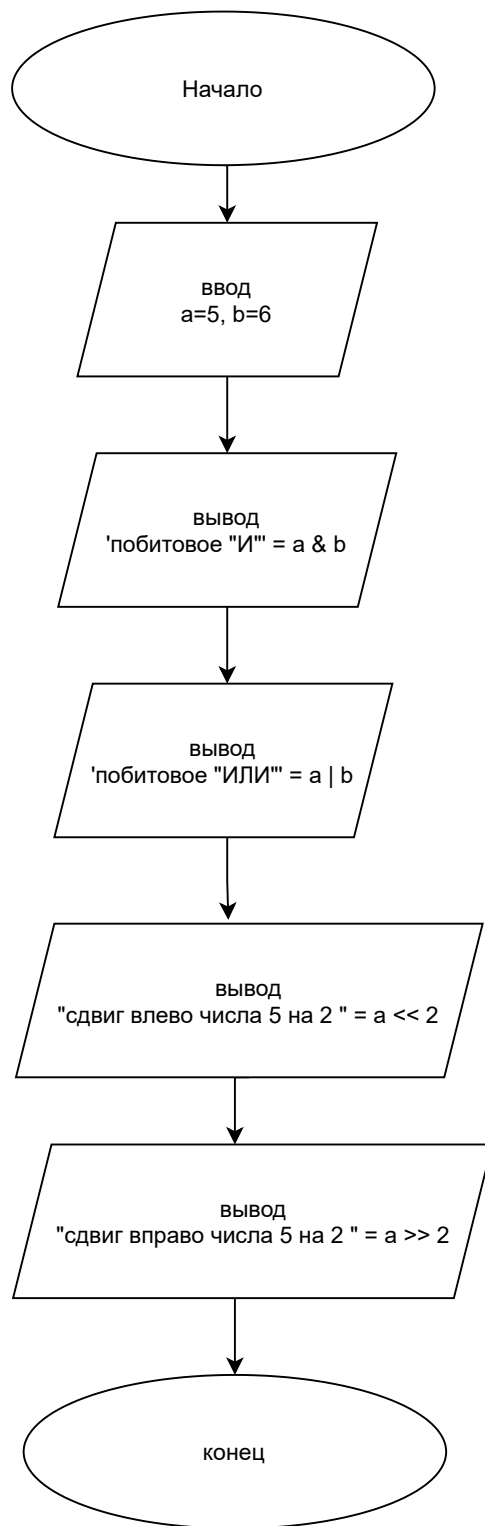 Начало
ввод
a=5, b=6
вывод
'побитовое "И"' = a & b
вывод
'побитовое "ИЛИ"' = a | b
вывод
"сдвиг влево числа 5 на 2 " = a << 2
вывод
"сдвиг вправо числа 5 на 2 " = a >> 2
конец